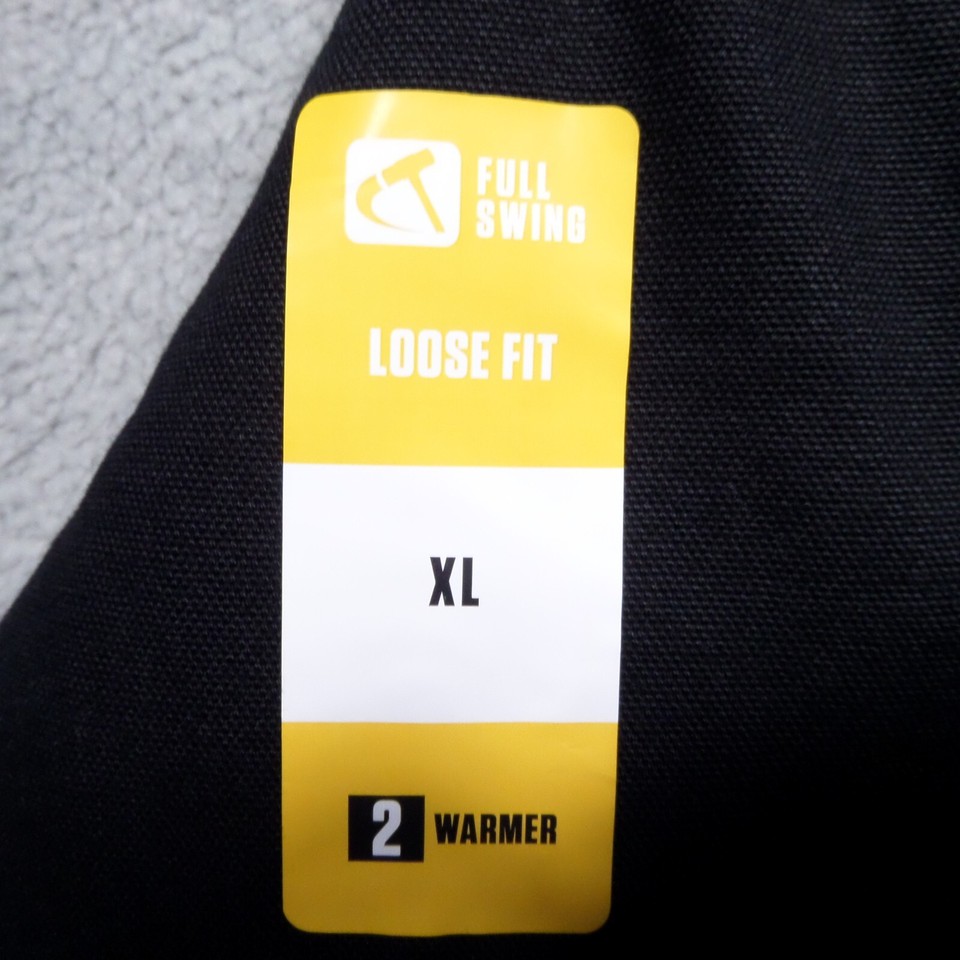 FULL
SWING
LOOSE FIT
XL
2 WARMER